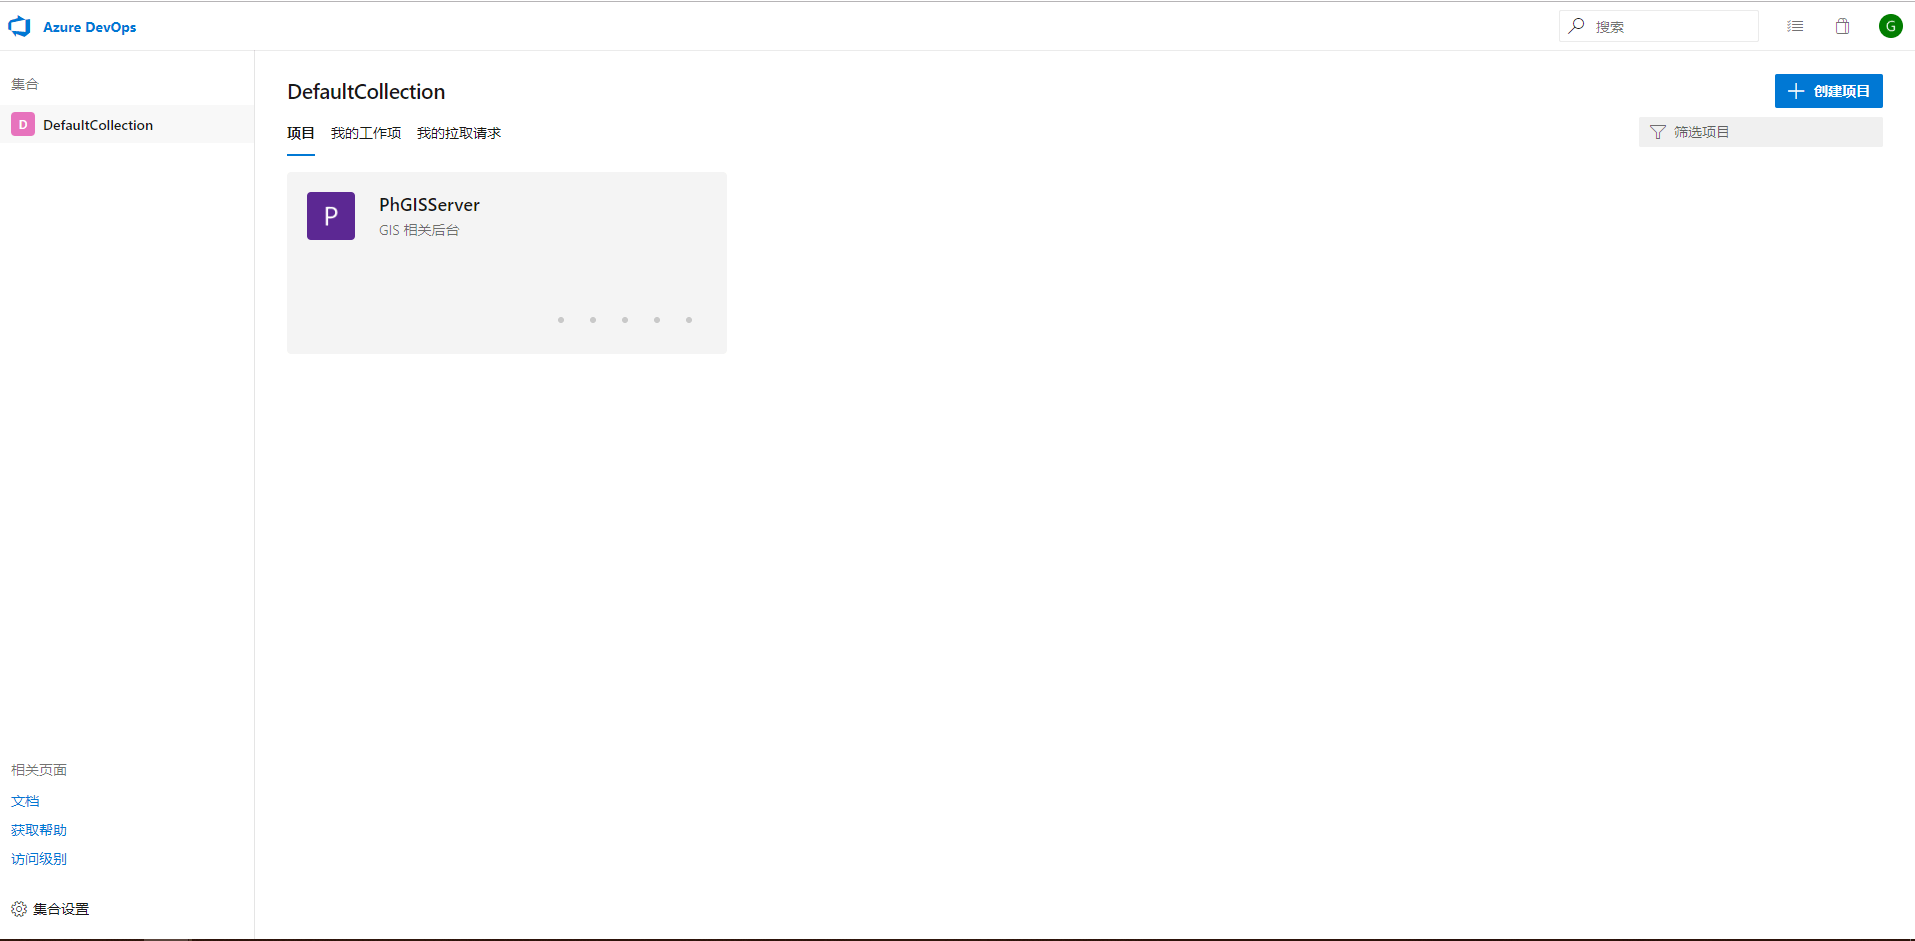 Azure DevOps
搜索
G
集合
D DefaultCollection
DefaultCollection
创建项目
项目 我的工作项 我的拉取请求
筛选项目
P
PhGISServer
GIS 相关后台
相关页面
文档
获取帮助
访问级别
集合设置